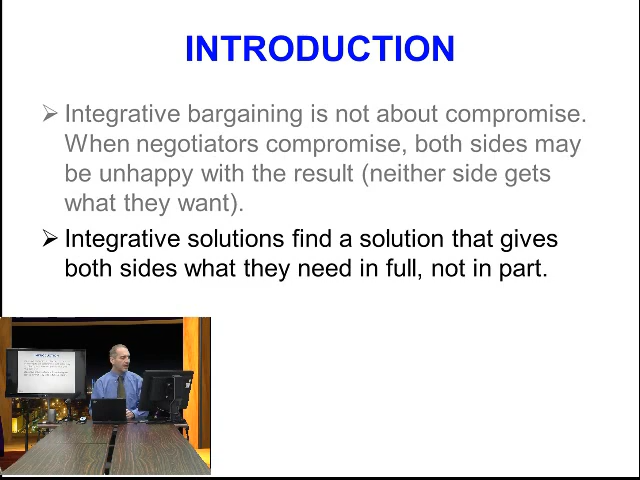 INTRODUCTION
➢ Integrative bargaining is not about compromise.
When negotiators compromise, both sides may
be unhappy with the result (neither side gets
what they want).
➢ Integrative solutions find a solution that gives
both sides what they need in full, not in part.
INTRODUCTION